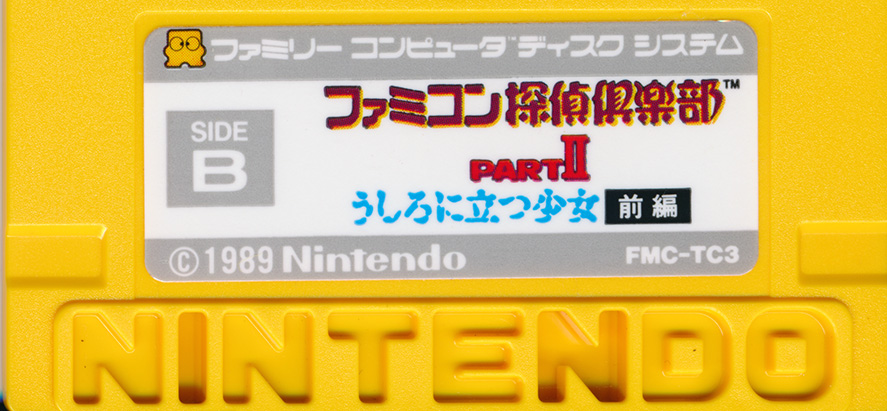 ファミリー コンピュータ™ ディスク システム
SIDE
B
ファミコン探偵倶楽部™
PART II
うしろに立つ少女 前編
©1989 Nintendo FMC-TC3
NINTENDO